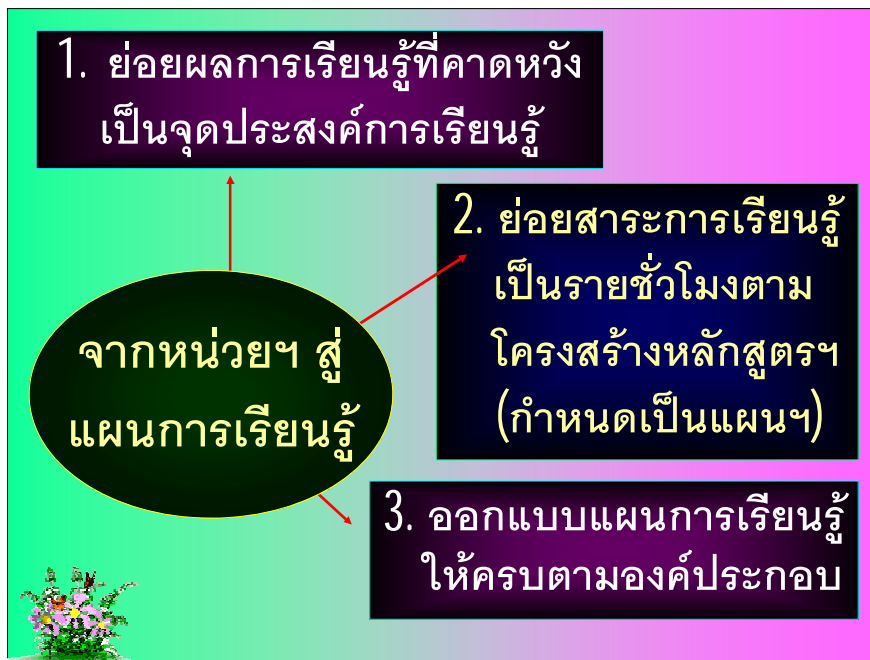 1. ย่อยผลการเรียนรู้ที่คาดหวัง
เป็นจุดประสงค์การเรียนรู้
2. ย่อยสาระการเรียนรู้
เป็นรายชั่วโมงตาม
โครงสร้างหลักสูตรฯ
(กำหนดเป็นแผนฯ)
จากหน่วยฯ สู่
แผนการเรียนรู้
3. ออกแบบแผนการเรียนรู้
ให้ครบตามองค์ประกอบ